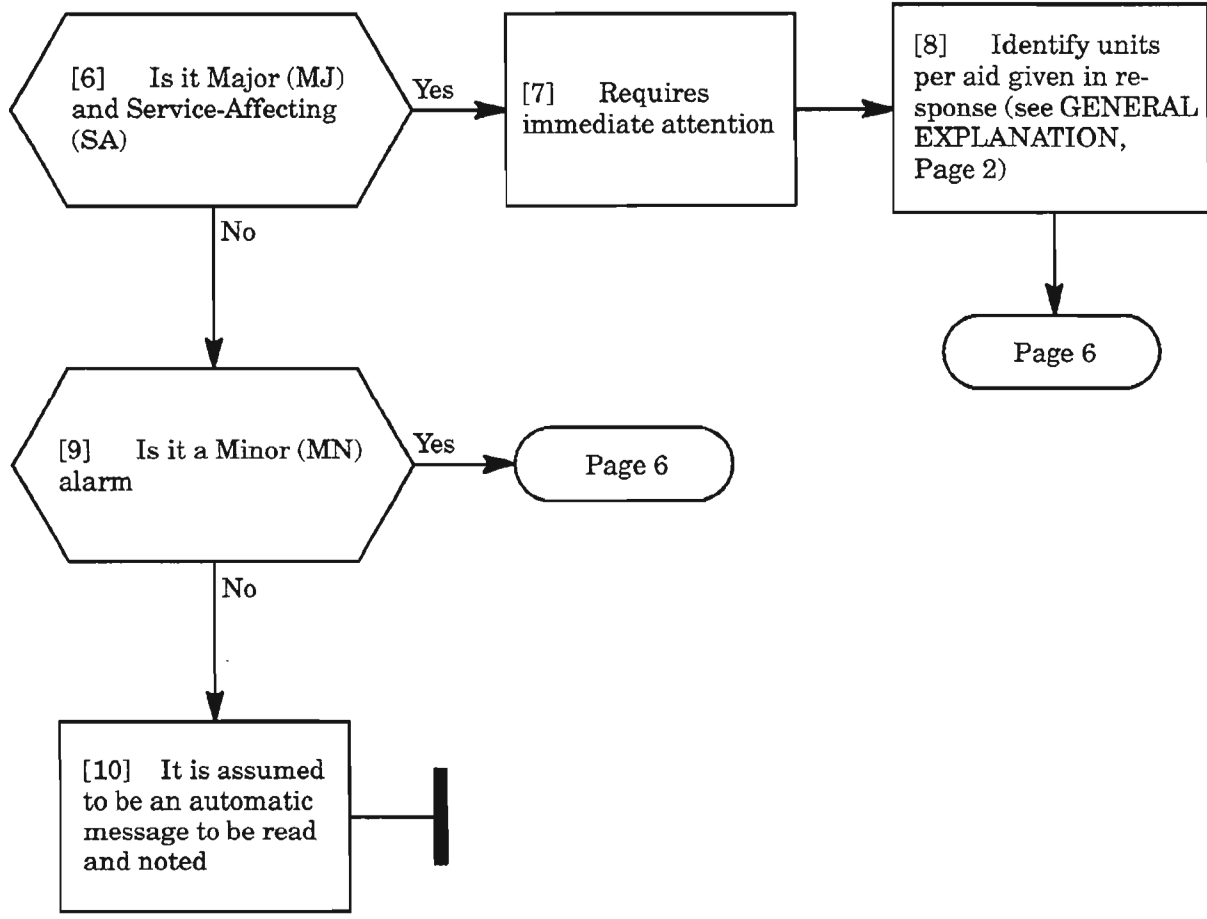 [6] Is it Major (MJ)
and Service-Affecting
(SA)
Yes
[7] Requires
immediate attention
[8] Identify units
per aid given in re-
sponse (see GENERAL
EXPLANATION,
Page 2)
No
Page 6
[9] Is it a Minor (MN)
alarm
Yes
Page 6
No
[10] It is assumed
to be an automatic
message to be read
and noted